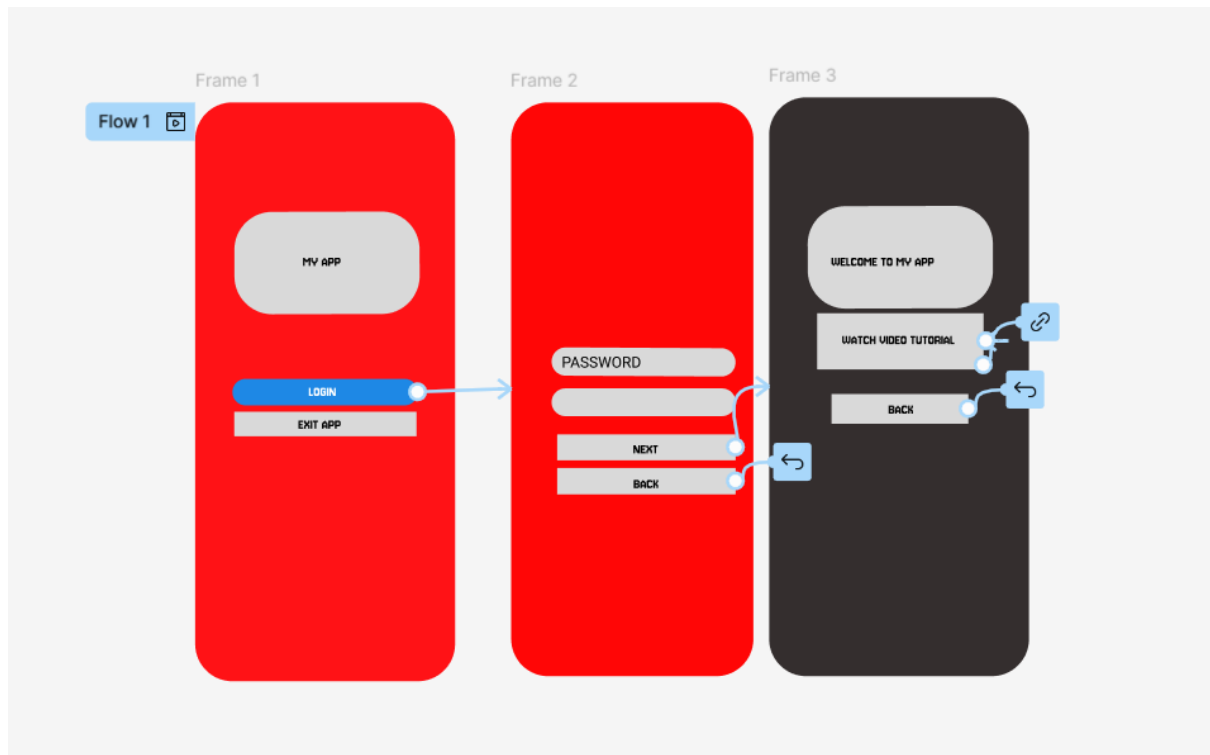 Frame 1
Frame 2
Frame 3
Flow 1
MY APP
LOGIN
EXIT APP
PASSWORD
NEXT
BACK
WELCOME TO MY APP
WATCH VIDEO TUTORIAL
BACK